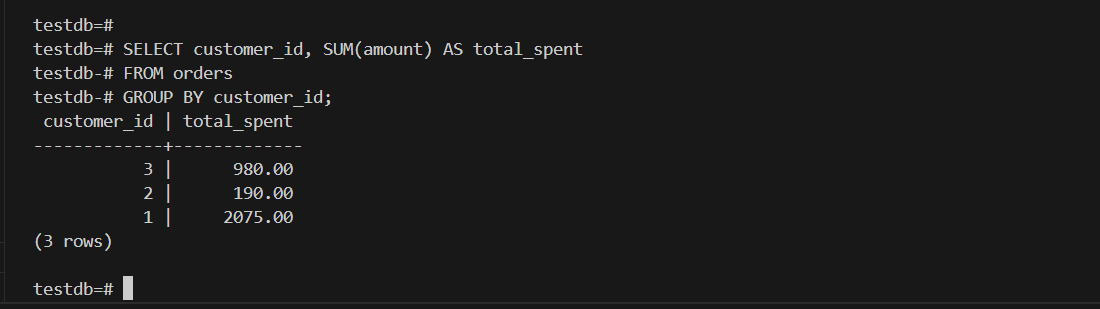 testdb=#
testdb=# SELECT customer_id, SUM(amount) AS total_spent
testdb-# FROM orders
testdb-# GROUP BY customer_id;
 customer_id | total_spent
-------------+-------------
           3 |      980.00
           2 |      190.00
           1 |     2075.00
(3 rows)

testdb=#